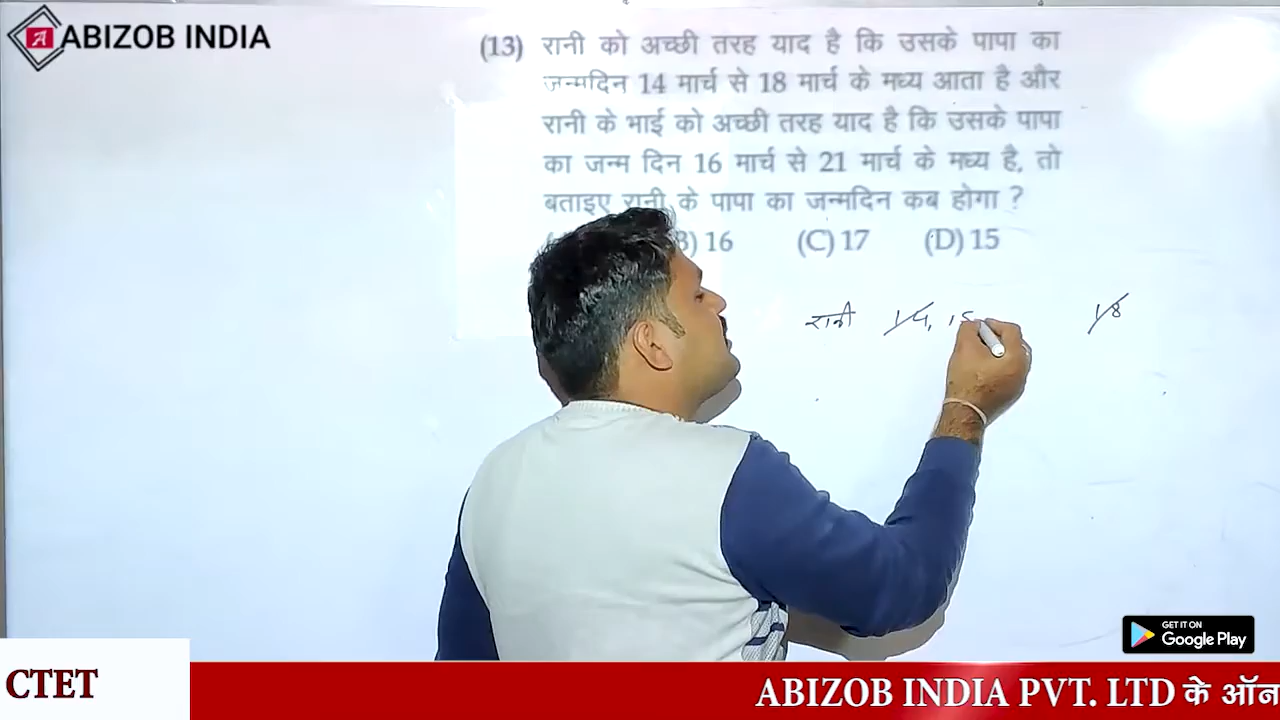 ABIZOB INDIA
(13) रानी को अच्छी तरह याद है कि उसके पापा का
जन्मदिन 14 मार्च से 18 मार्च के मध्य आता है और
रानी के भाई को अच्छी तरह याद है कि उसके पापा
का जन्म दिन 16 मार्च से 21 मार्च के मध्य है, तो
बताइए रानी के पापा का जन्मदिन कब होगा ?
16 (C) 17 (D) 15
रानी 14, 15 18
GET IT ON
Google Play
CTET
ABIZOB INDIA PVT. LTD के ऑन